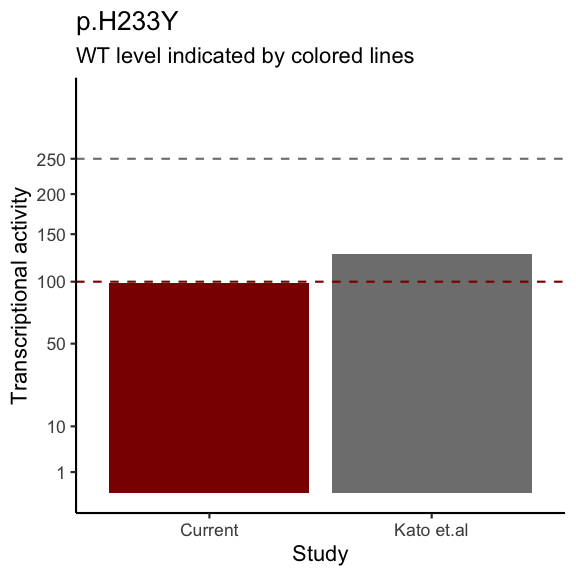 p.H233Y
WT level indicated by colored lines
Transcriptional activity
250
200
150
100
50
10
1
Current
Kato et.al
Study